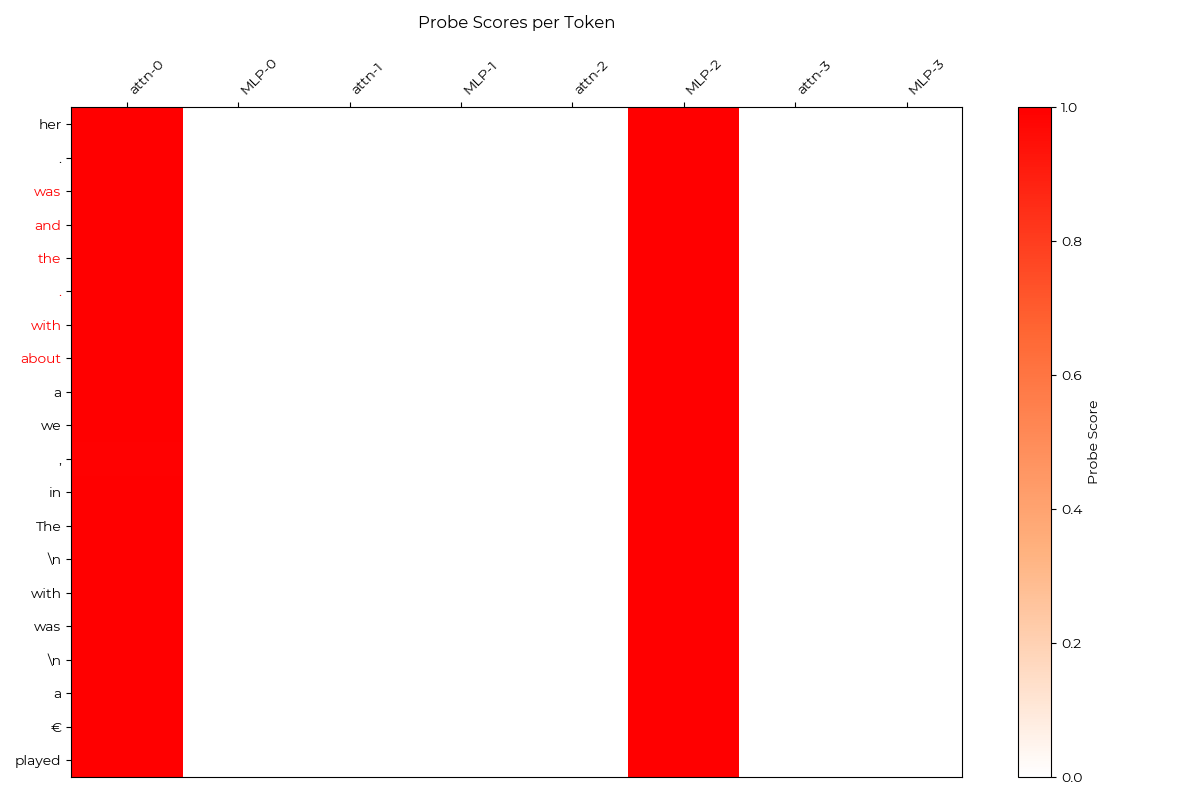 Probe Scores per Token
attn-0 MLP-0 attn-1 MLP-1 attn-2 MLP-2 attn-3 MLP-3
her
.
was
and
the
.
with
about
a
we
,
in
The
\n
with
was
\n
a
€
played
1.0
0.8
0.6
0.4
0.2
0.0
Probe Score